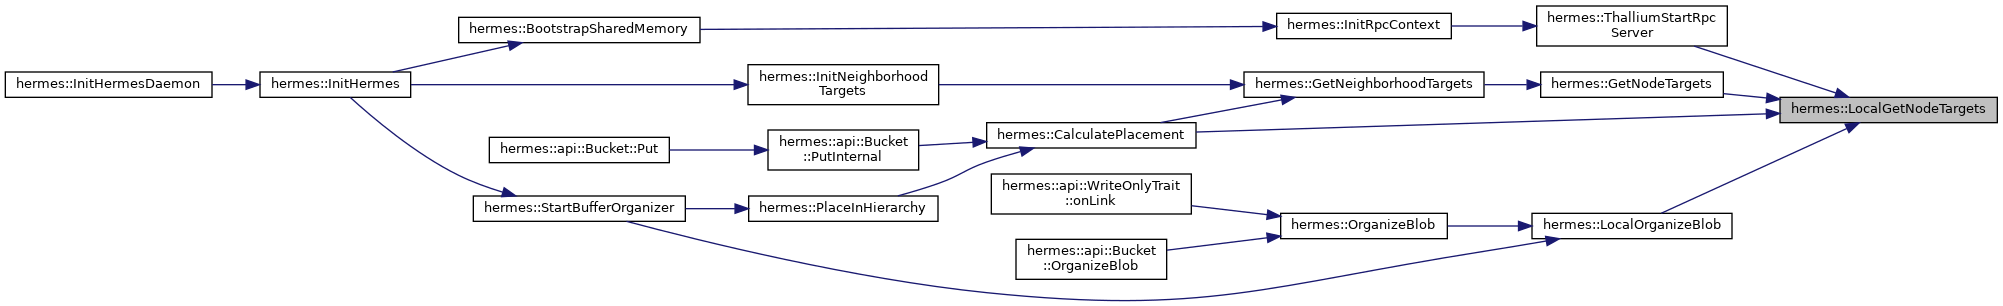 hermes::ThalliumStartRpc
Server
hermes::BootstrapSharedMemory
hermes::InitRpcContext
hermes::InitHermesDaemon
hermes::InitHermes
hermes::InitNeighborhood
Targets
hermes::GetNeighborhoodTargets
hermes::GetNodeTargets
hermes::LocalGetNodeTargets
hermes::CalculatePlacement
hermes::api::Bucket::Put
hermes::api::Bucket
::PutInternal
hermes::api::WriteOnlyTrait
::onLink
hermes::StartBufferOrganizer
hermes::PlaceInHierarchy
hermes::OrganizeBlob
hermes::LocalOrganizeBlob
hermes::api::Bucket
::OrganizeBlob